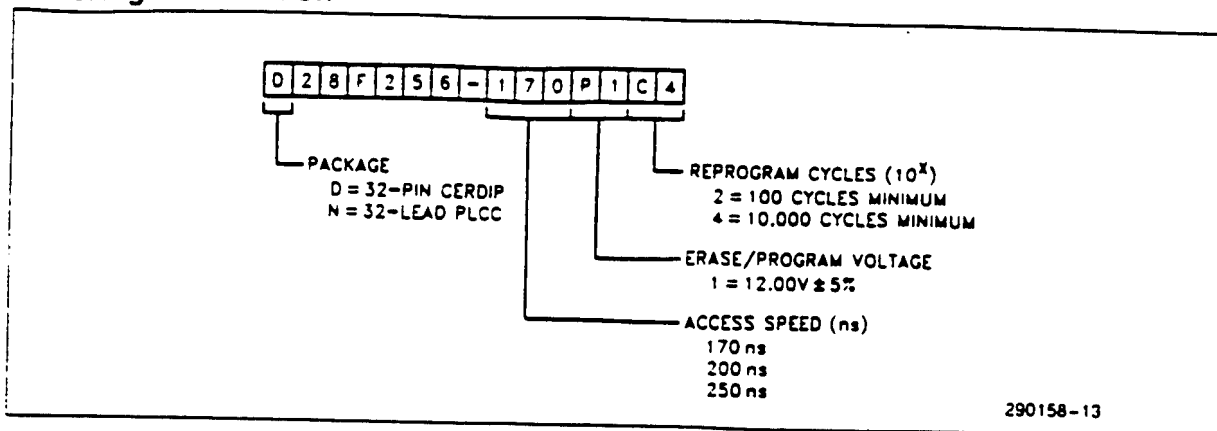 D28F256-170P1C4
PACKAGE
D = 32-PIN CERDIP
N = 32-LEAD PLCC
REPROGRAM CYCLES (10ˣ)
2 = 100 CYCLES MINIMUM
4 = 10,000 CYCLES MINIMUM
ERASE/PROGRAM VOLTAGE
1 = 12.00V ± 5%
ACCESS SPEED (ns)
170 ns
200 ns
250 ns
290158-13